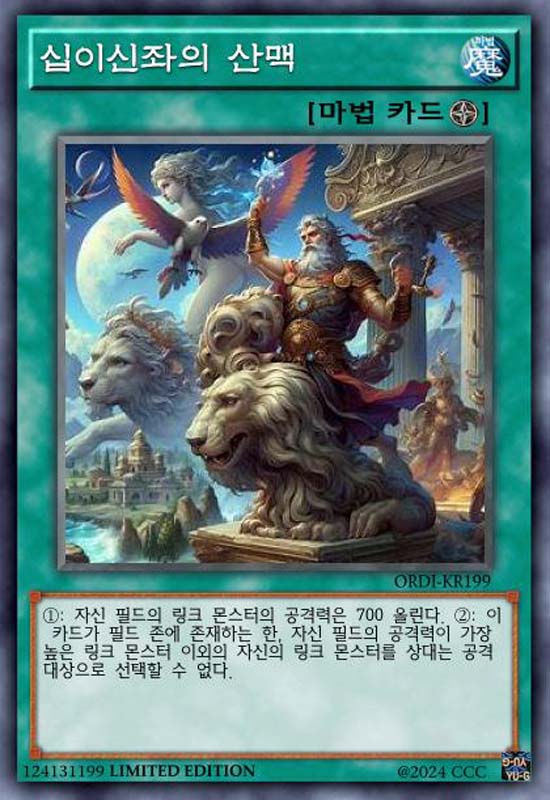 십이신좌의 산맥
마법
魔
[마법 카드]
ORDI-KR199
①: 자신 필드의 링크 몬스터의 공격력은 700 올린다. ②: 이
카드가 필드 존에 존재하는 한, 자신 필드의 공격력이 가장
높은 링크 몬스터 이외의 자신의 링크 몬스터를 상대는 공격
대상으로 선택할 수 없다.
124131199 LIMITED EDITION
@2024 CCC
YU-G